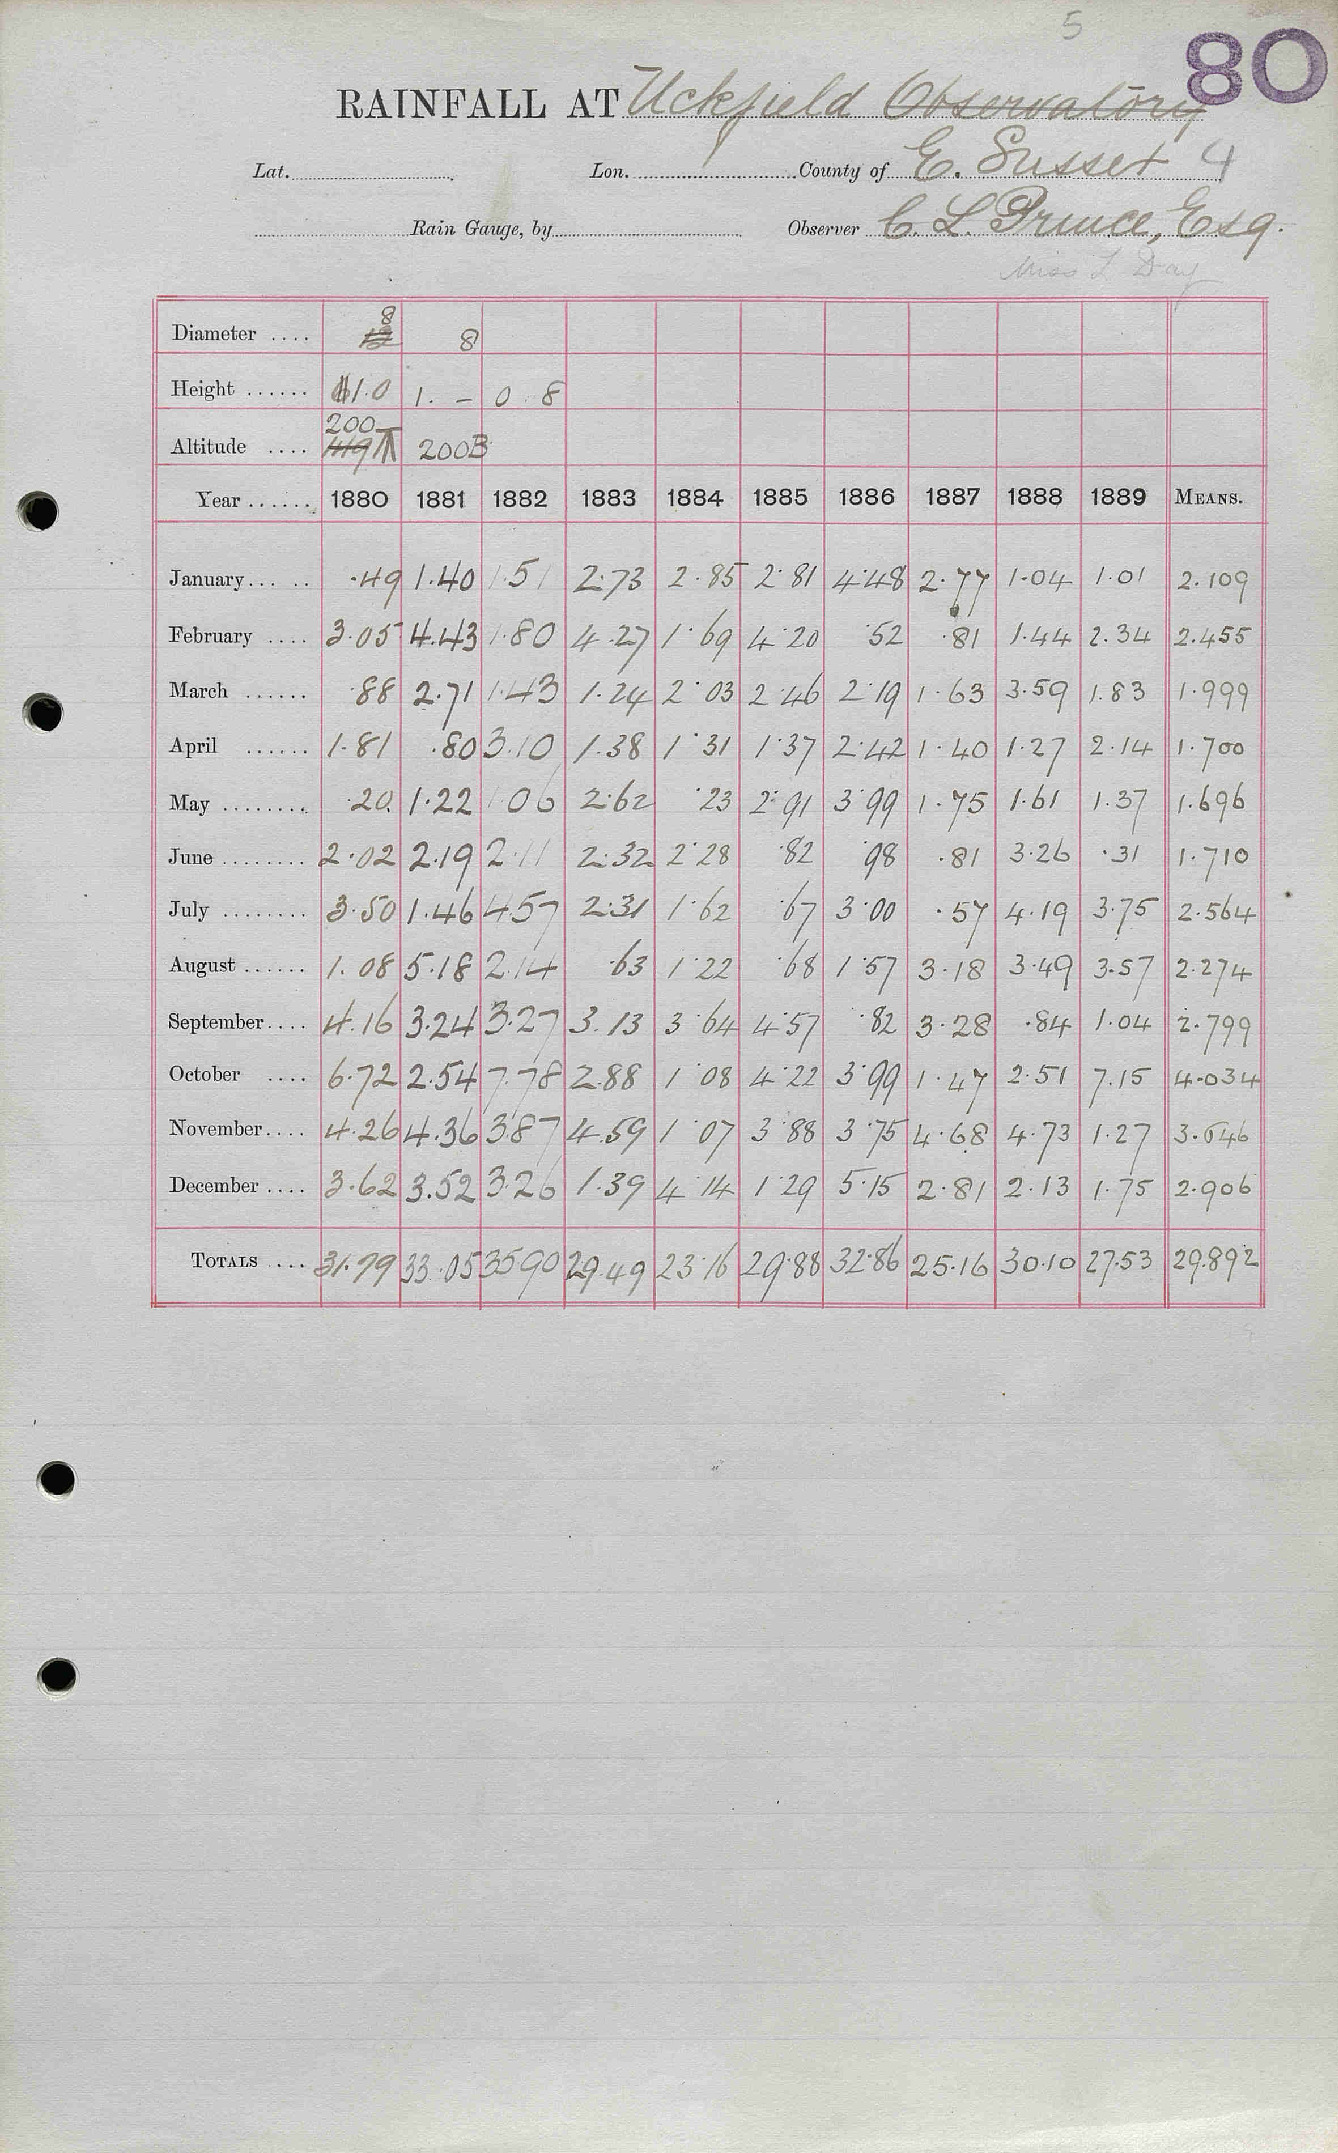 5
80
RAINFALL AT Uckfield Observatory
Lat. Lon. County of E. Sussex 4
Rain Gauge, by Observer C. L. Prince, Esq.
Miss L Day
Diameter .... 8 12 8
Height ...... 1.0 1. - 0 8
200
Altitude .... 200B
Year ...... 1880 1881 1882 1883 1884 1885 1886 1887 1888 1889 MEANS.
January ..... .49 1.40 1.51 2.73 2.85 2.81 4.48 2.77 1.04 1.01 2.109
February .... 3.05 4.43 1.80 4.27 1.69 4.20 .52 .81 1.44 2.34 2.455
March ...... .88 2.71 1.43 1.24 2.03 2.46 2.19 1.63 3.59 1.83 1.999
April ...... 1.81 .80 3.10 1.38 1.31 1.37 2.42 1.40 1.27 2.14 1.700
May ........ .20 1.22 1.06 2.62 .23 2.91 3.99 1.75 1.61 1.37 1.696
June ........ 2.02 2.19 2.11 2.32 2.28 .82 .98 .81 3.26 .31 1.710
July ........ 3.50 1.46 4.57 2.31 1.62 .67 3.00 .57 4.19 3.75 2.564
August ...... 1.08 5.18 2.14 .63 1.22 .68 1.57 3.18 3.49 3.57 2.274
September .... 4.16 3.24 3.27 3.13 3.64 4.57 .82 3.28 .84 1.04 2.799
October .... 6.72 2.54 7.78 2.88 1.08 4.22 3.99 1.47 2.51 7.15 4.034
November .... 4.26 4.36 3.87 4.59 1.07 3.88 3.75 4.68 4.73 1.27 3.646
December .... 3.62 3.52 3.26 1.39 4.14 1.29 5.15 2.81 2.13 1.75 2.906
TOTALS .... 31.79 33.05 35.90 29.49 23.16 29.88 32.86 25.16 30.10 27.53 29.892